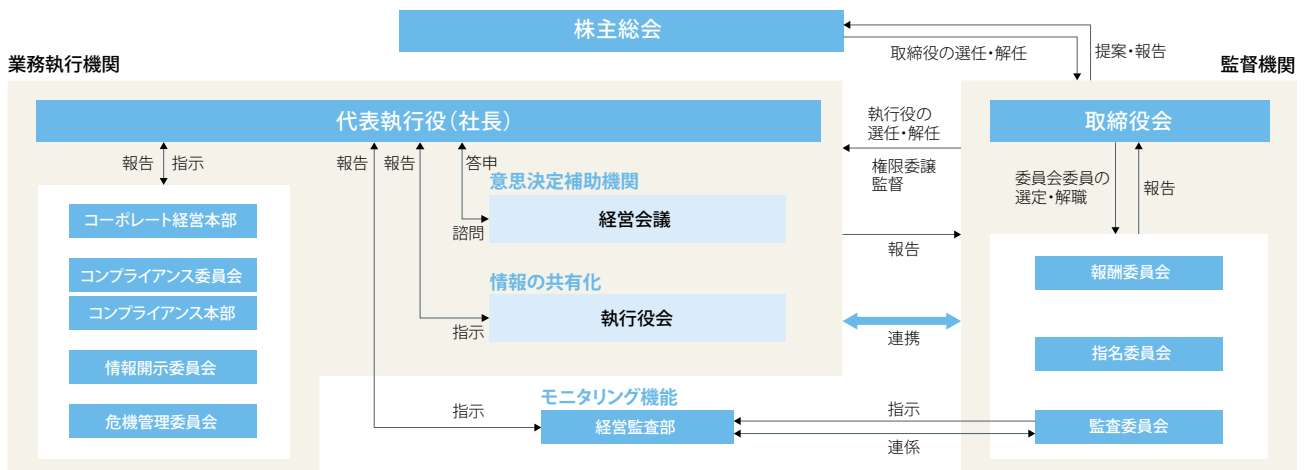 株主総会
取締役の選任・解任
提案・報告
業務執行機関
監督機関
代表執行役（社長）
執行役の
選任・解任
取締役会
報告
指示
報告
報告
答申
権限委譲
監督
委員会委員の
選定・解職
報告
意思決定補助機関
経営会議
諮問
コーポレート経営本部
報告
コンプライアンス委員会
コンプライアンス本部
情報の共有化
執行役会
指示
連携
報酬委員会
指名委員会
情報開示委員会
危機管理委員会
モニタリング機能
経営監査部
指示
指示
連係
監査委員会